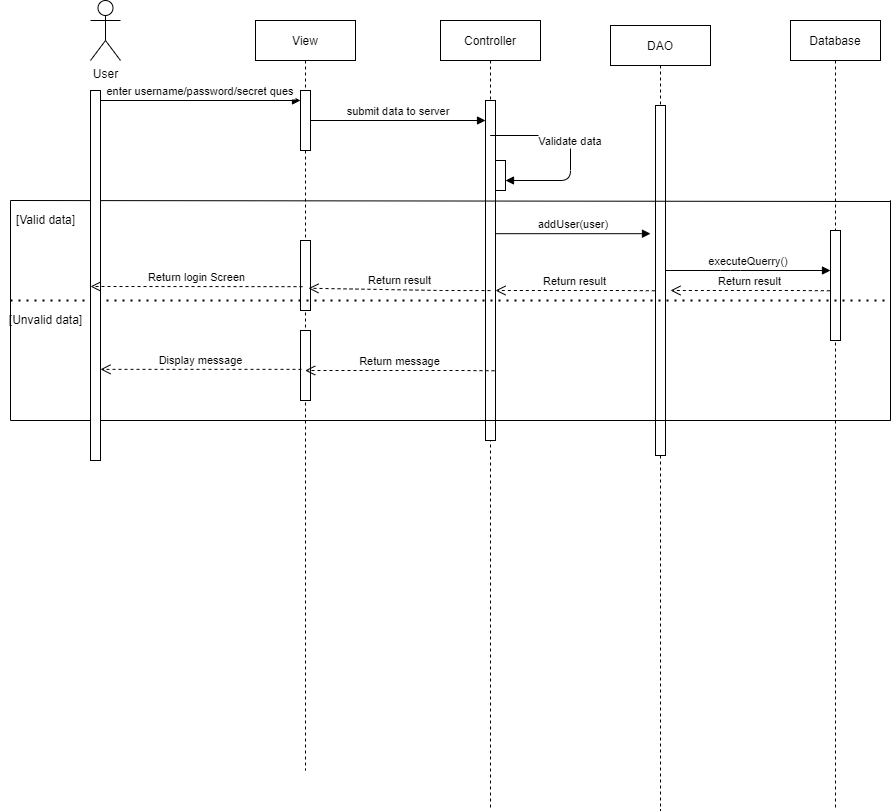 View
Controller
DAO
Database
User
enter username/password/secret ques
submit data to server
Validate data
[Valid data]
addUser(user)
executeQuerry()
Return login Screen
Return result
Return result
Return result
[Unvalid data]
Display message
Return message